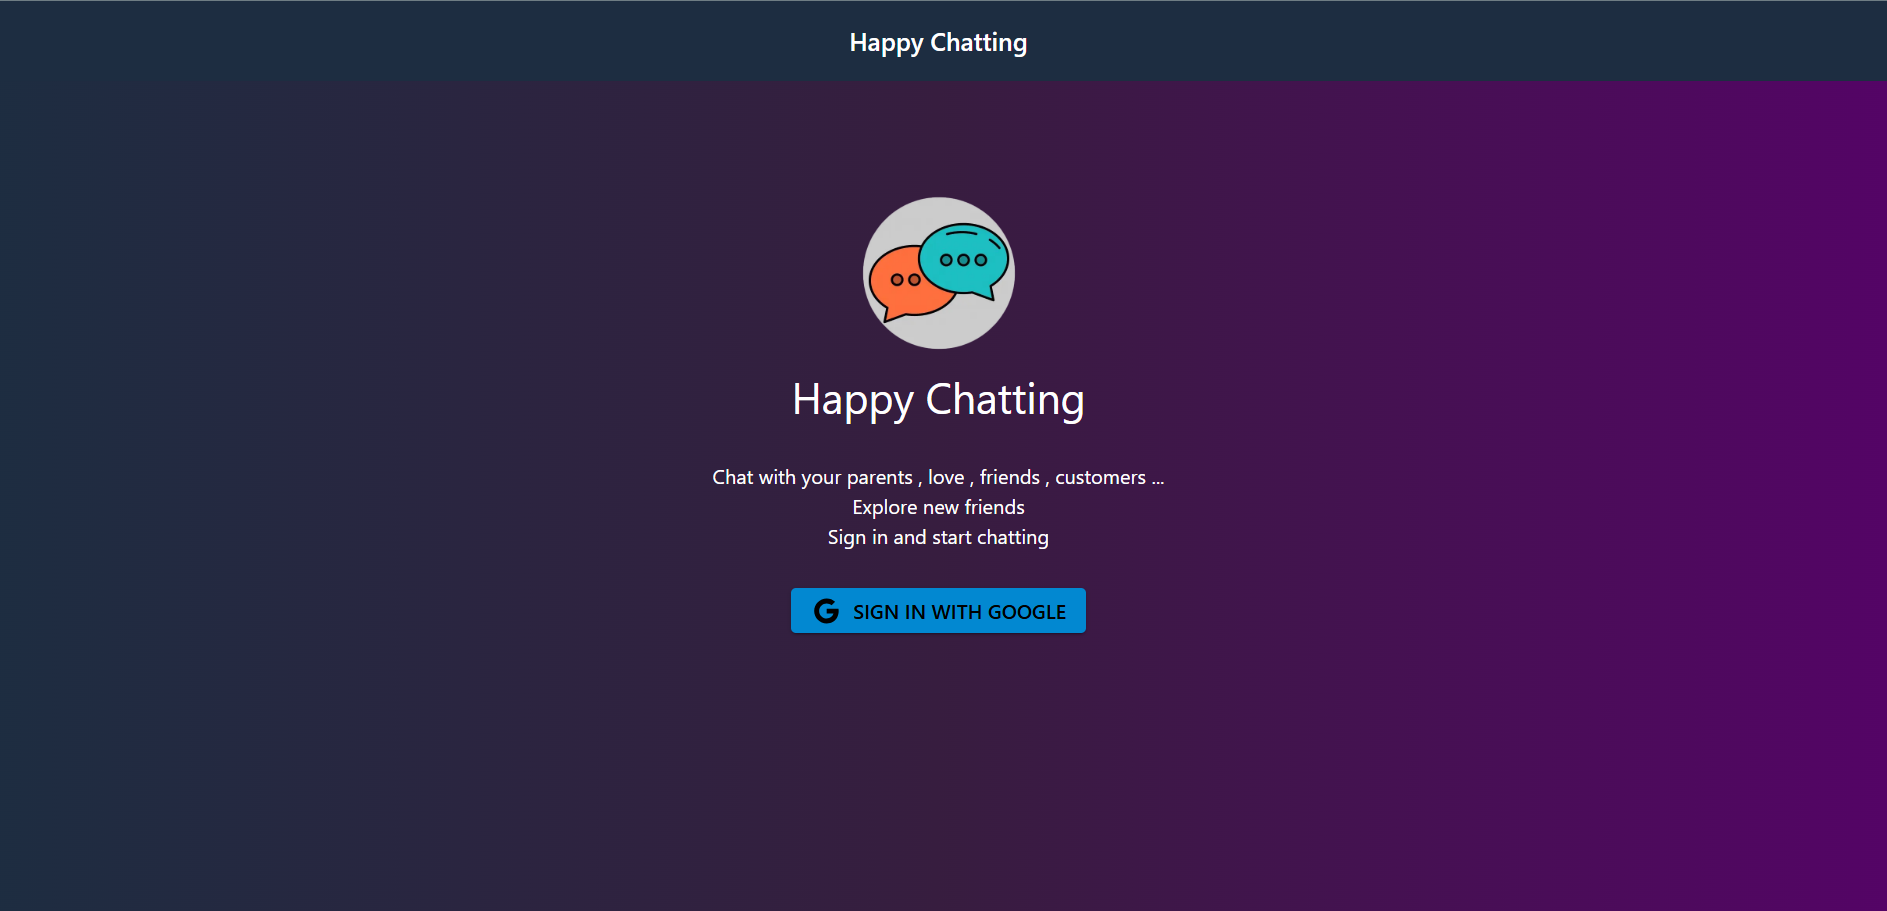 Happy Chatting
Happy Chatting
Chat with your parents , love , friends , customers ...
Explore new friends
Sign in and start chatting
SIGN IN WITH GOOGLE